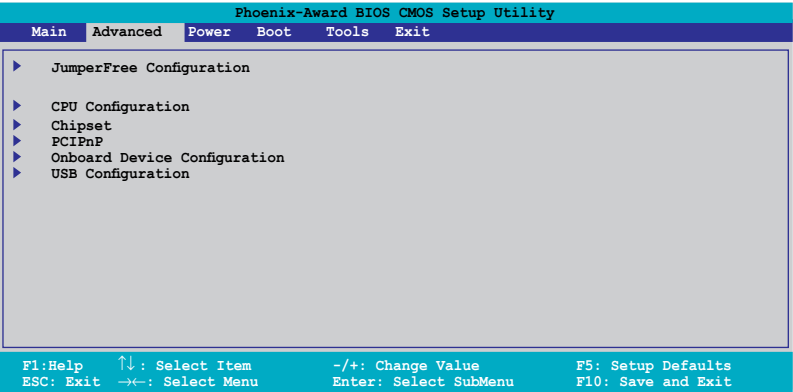 Phoenix-Award BIOS CMOS Setup Utility
Main Advanced Power Boot Tools Exit
JumperFree Configuration
CPU Configuration
Chipset
PCIPnP
Onboard Device Configuration
USB Configuration
F1:Help ↑↓: Select Item -/+: Change Value F5: Setup Defaults
ESC: Exit →←: Select Menu Enter: Select SubMenu F10: Save and Exit